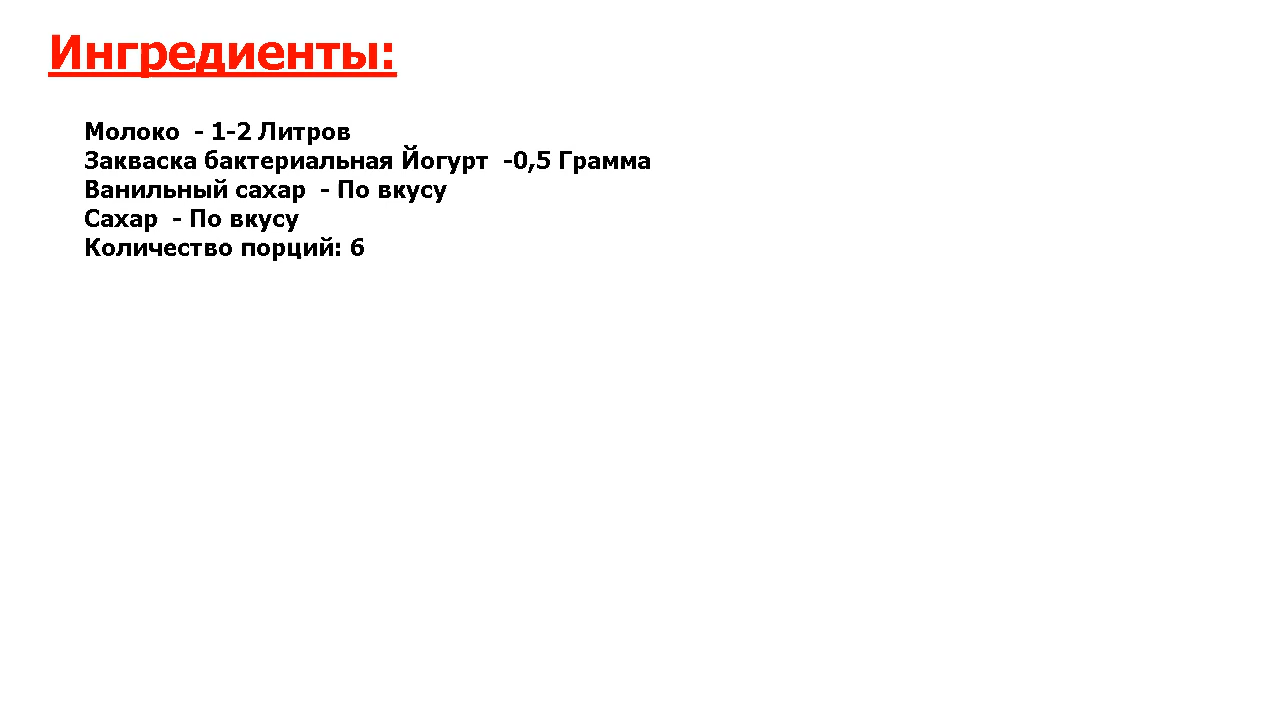 Ингредиенты:
Молоко  - 1-2 Литров
Закваска бактериальная Йогурт  -0,5 Грамма
Ванильный сахар  - По вкусу
Сахар  - По вкусу
Количество порций: 6